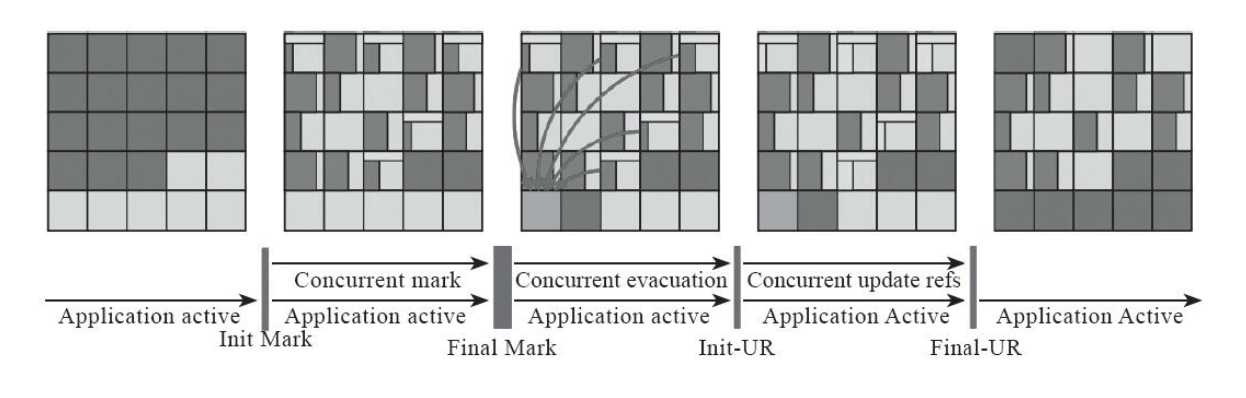 Concurrent mark
Concurrent evacuation
Concurrent update refs
Application active
Application active
Application active
Application Active
Application Active
Init Mark
Final Mark
Init-UR
Final-UR